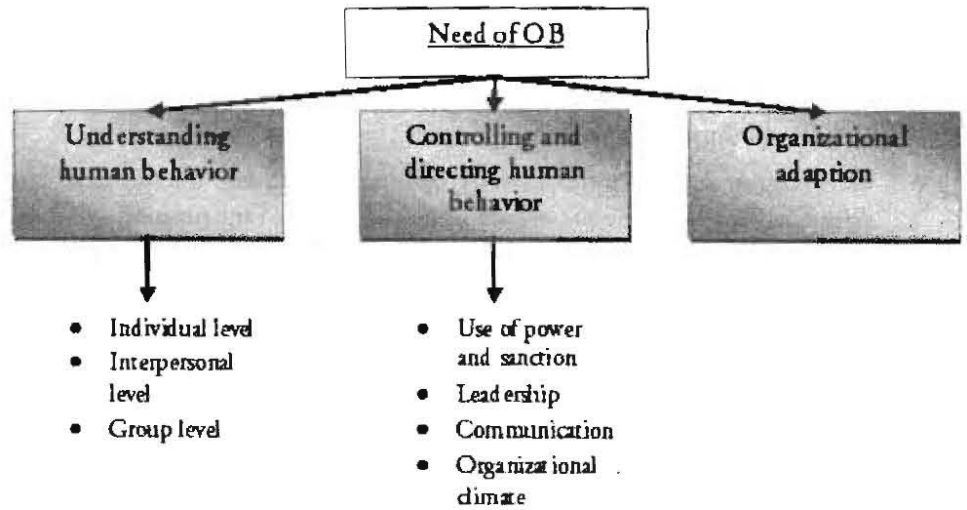 Need of OB
Understanding
human behavior
Controlling and
directing human
behavior
Organizational
adaption
• Individual level
• Interpersonal
level
• Group level
• Use of power
and sanction
• Leadership
• Communication
• Organizational
climate